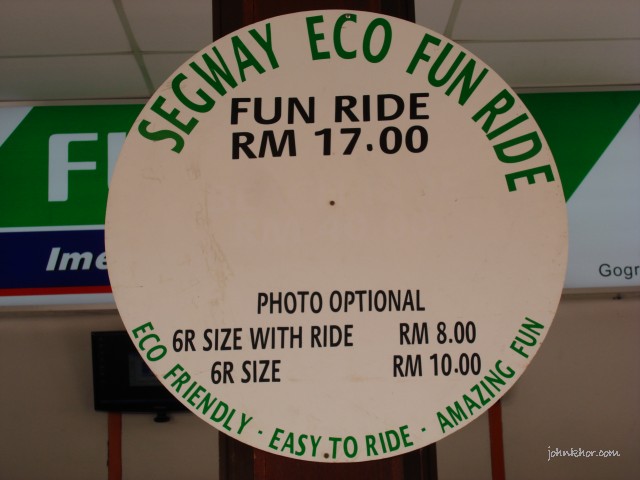 SEGWAY ECO FUN RIDE
FUN RIDE
RM 17.00
PHOTO OPTIONAL
6R SIZE WITH RIDE RM 8.00
6R SIZE RM 10.00
ECO FRIENDLY - EASY TO RIDE - AMAZING FUN
johnkhor.com